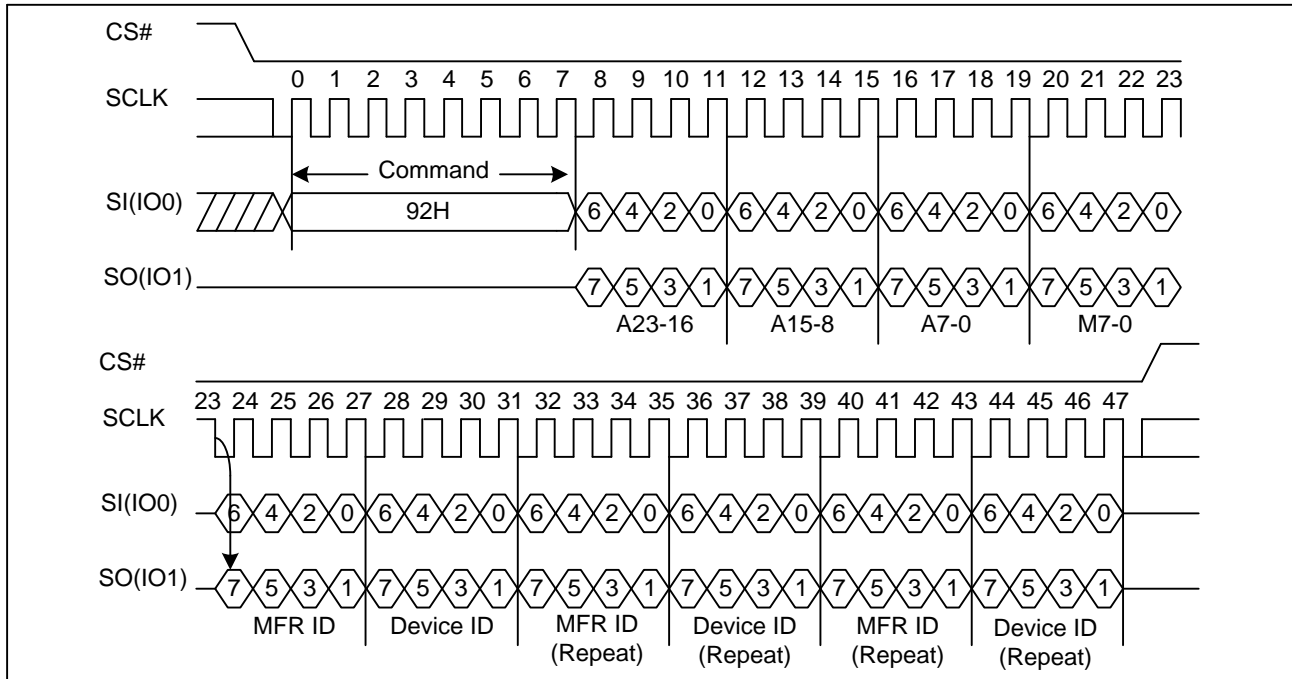 CS#
0 1 2 3 4 5 6 7 8 9 10 11 12 13 14 15 16 17 18 19 20 21 22 23
SCLK
Command
SI(IO0) 92H 6 4 2 0 6 4 2 0 6 4 2 0 6 4 2 0
SO(IO1) 7 5 3 1 7 5 3 1 7 5 3 1 7 5 3 1
A23-16 A15-8 A7-0 M7-0
CS#
23 24 25 26 27 28 29 30 31 32 33 34 35 36 37 38 39 40 41 42 43 44 45 46 47
SCLK
SI(IO0) 6 4 2 0 6 4 2 0 6 4 2 0 6 4 2 0 6 4 2 0 6 4 2 0
SO(IO1) 7 5 3 1 7 5 3 1 7 5 3 1 7 5 3 1 7 5 3 1 7 5 3 1
MFR ID Device ID MFR ID Device ID MFR ID Device ID
(Repeat) (Repeat) (Repeat) (Repeat)